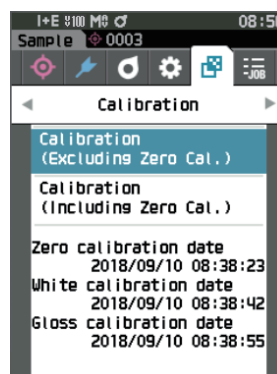 I+E %100 M8 08:5
Sample 0003
JOB
Calibration
Calibration
(Excluding Zero Cal.)
Calibration
(Including Zero Cal.)
Zero calibration date
2018/09/10 08:38:23
White calibration date
2018/09/10 08:38:42
Gloss calibration date
2018/09/10 08:38:55